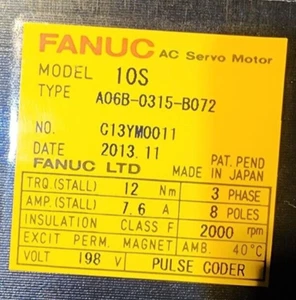 FANUC AC Servo Motor
MODEL 10S
TYPE A06B-0315-B072
NO. C13YM0011
DATE 2013.11
PAT. PEND
FANUC LTD MADE IN JAPAN
TRQ.(STALL) 12 Nm 3 PHASE
AMP.(STALL) 7.6 A 8 POLES
INSULATION CLASS F 2000 rpm
EXCIT PERM. MAGNET AMB. 40°C
VOLT 198 V PULSE CODER